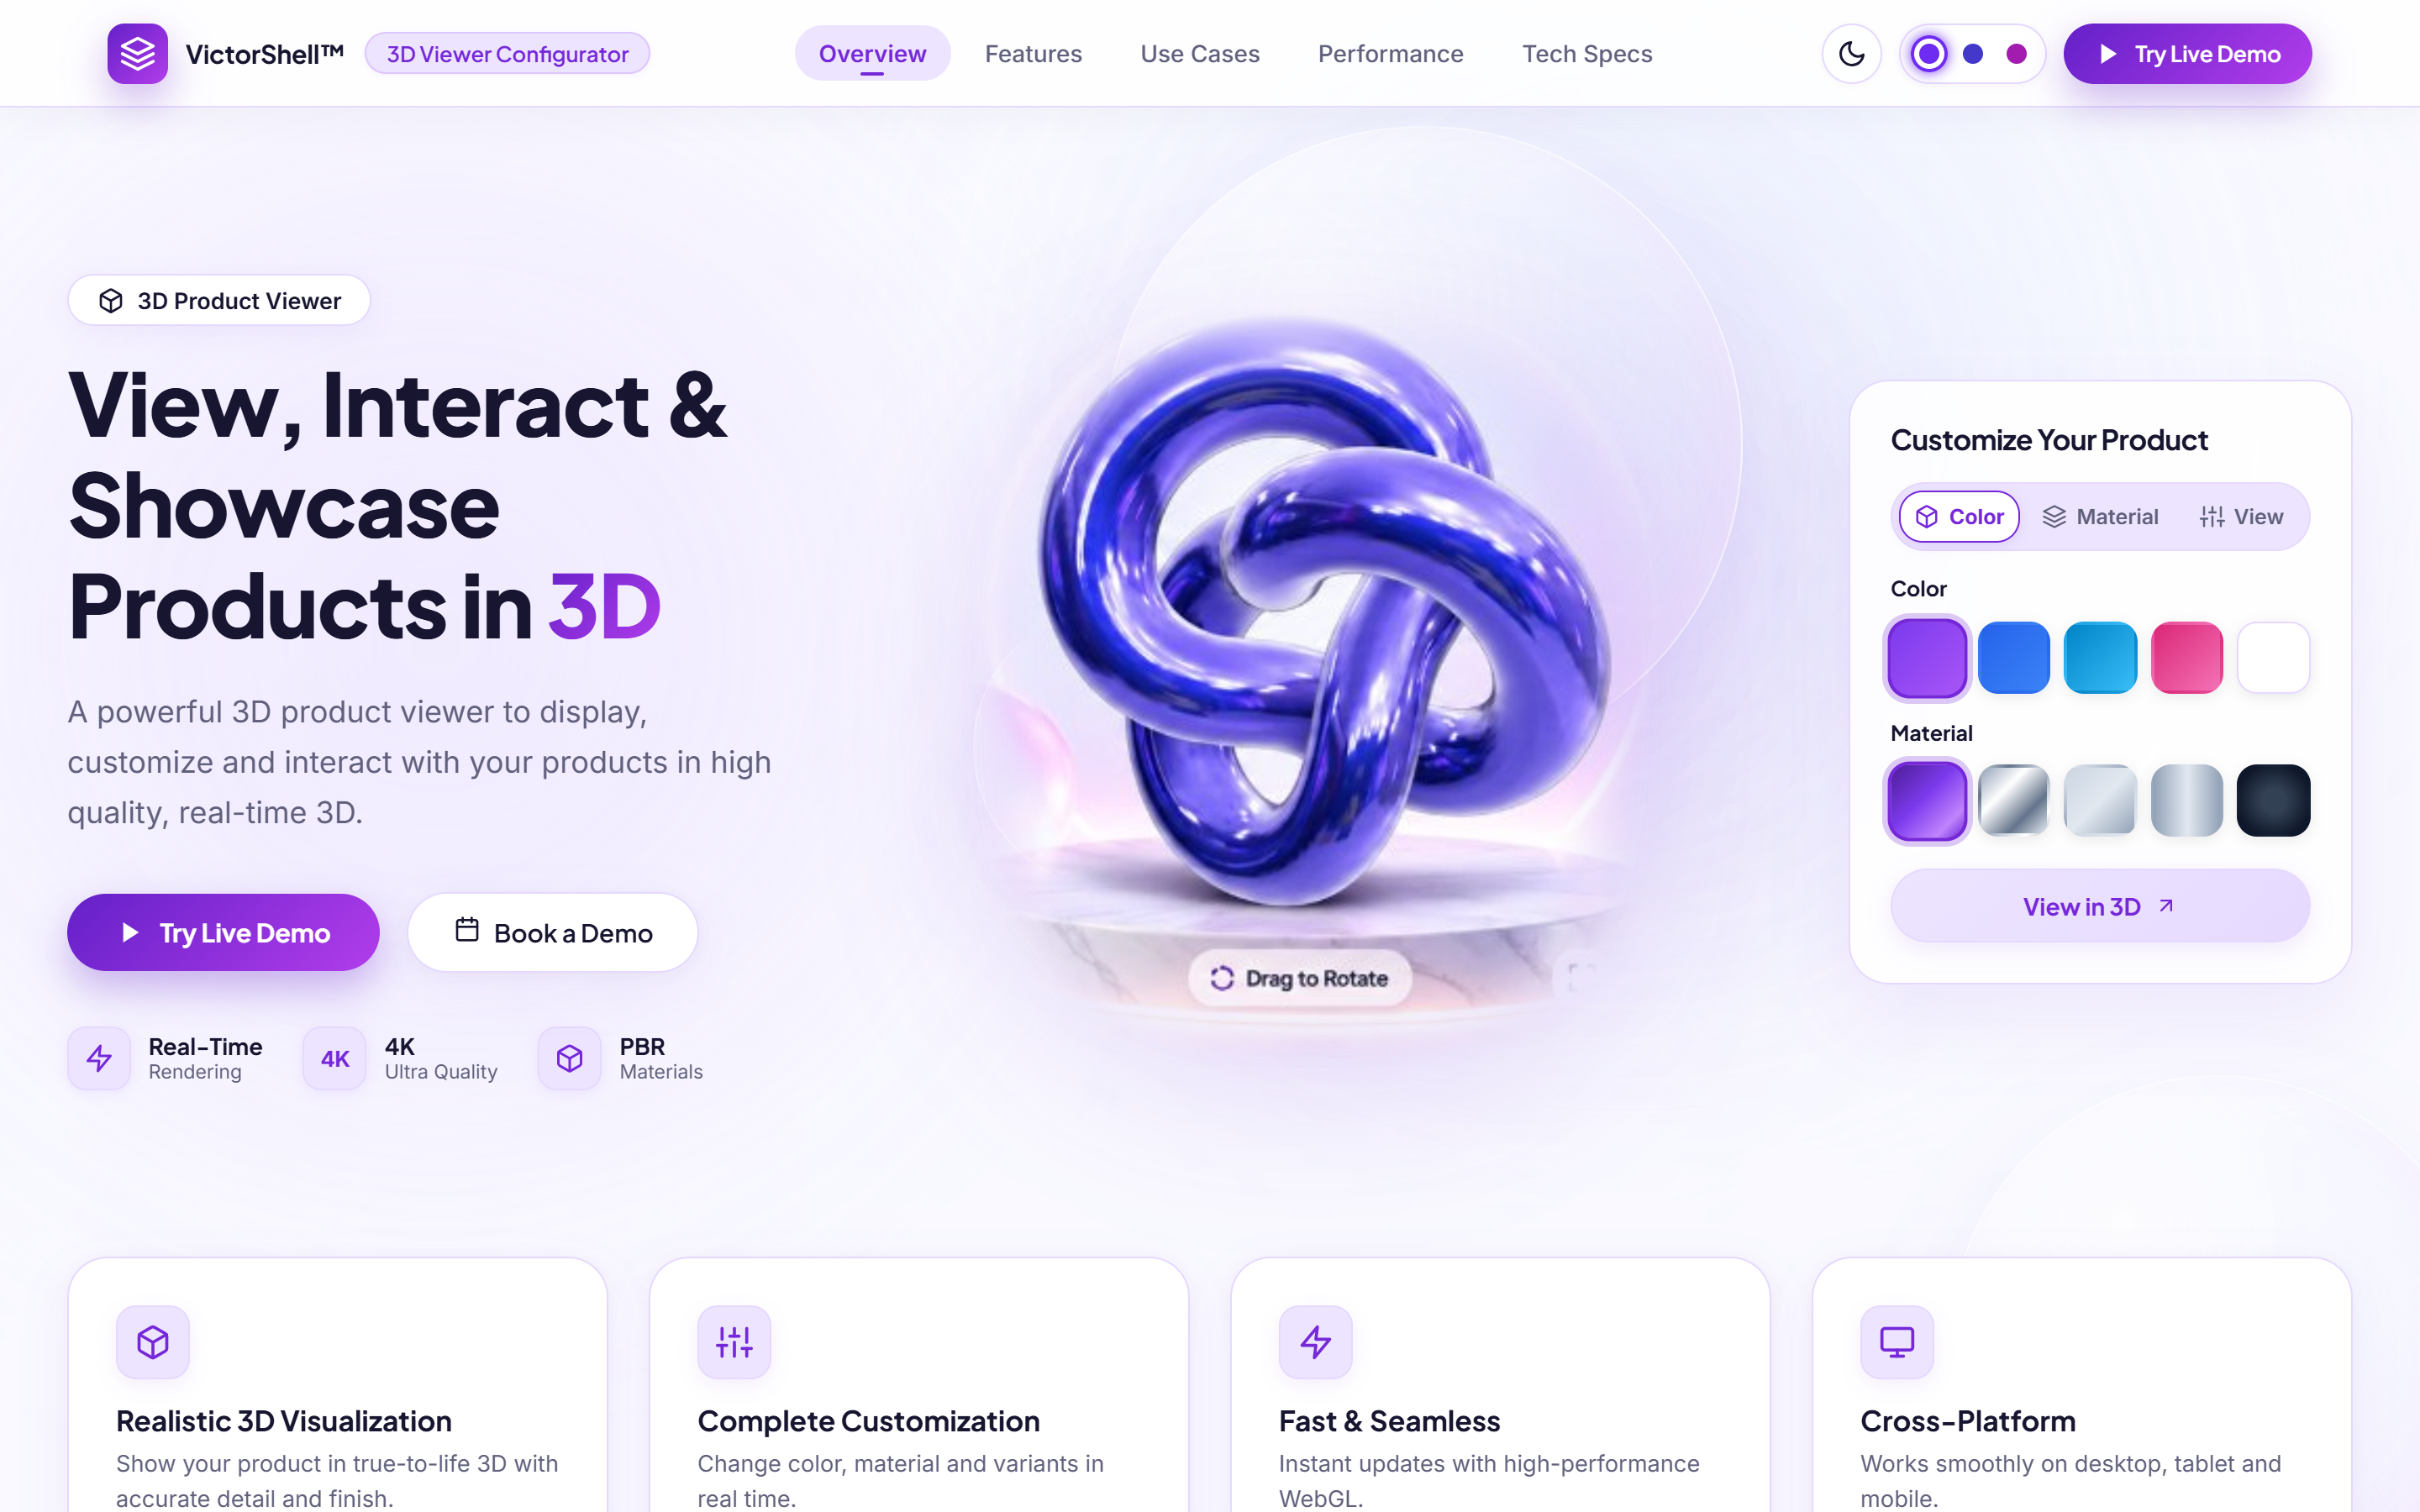 VictorShell™
3D Viewer Configurator
Overview
Features
Use Cases
Performance
Tech Specs
Try Live Demo
3D Product Viewer
View, Interact &
Showcase
Products in 3D
A powerful 3D product viewer to display,
customize and interact with your products in high
quality, real-time 3D.
Try Live Demo
Book a Demo
Real-Time
Rendering
4K
4K
Ultra Quality
PBR
Materials
Drag to Rotate
Customize Your Product
Color
Material
View
Color
Material
View in 3D
Realistic 3D Visualization
Show your product in true-to-life 3D with
accurate detail and finish.
Complete Customization
Change color, material and variants in
real time.
Fast & Seamless
Instant updates with high-performance
WebGL.
Cross-Platform
Works smoothly on desktop, tablet and
mobile.